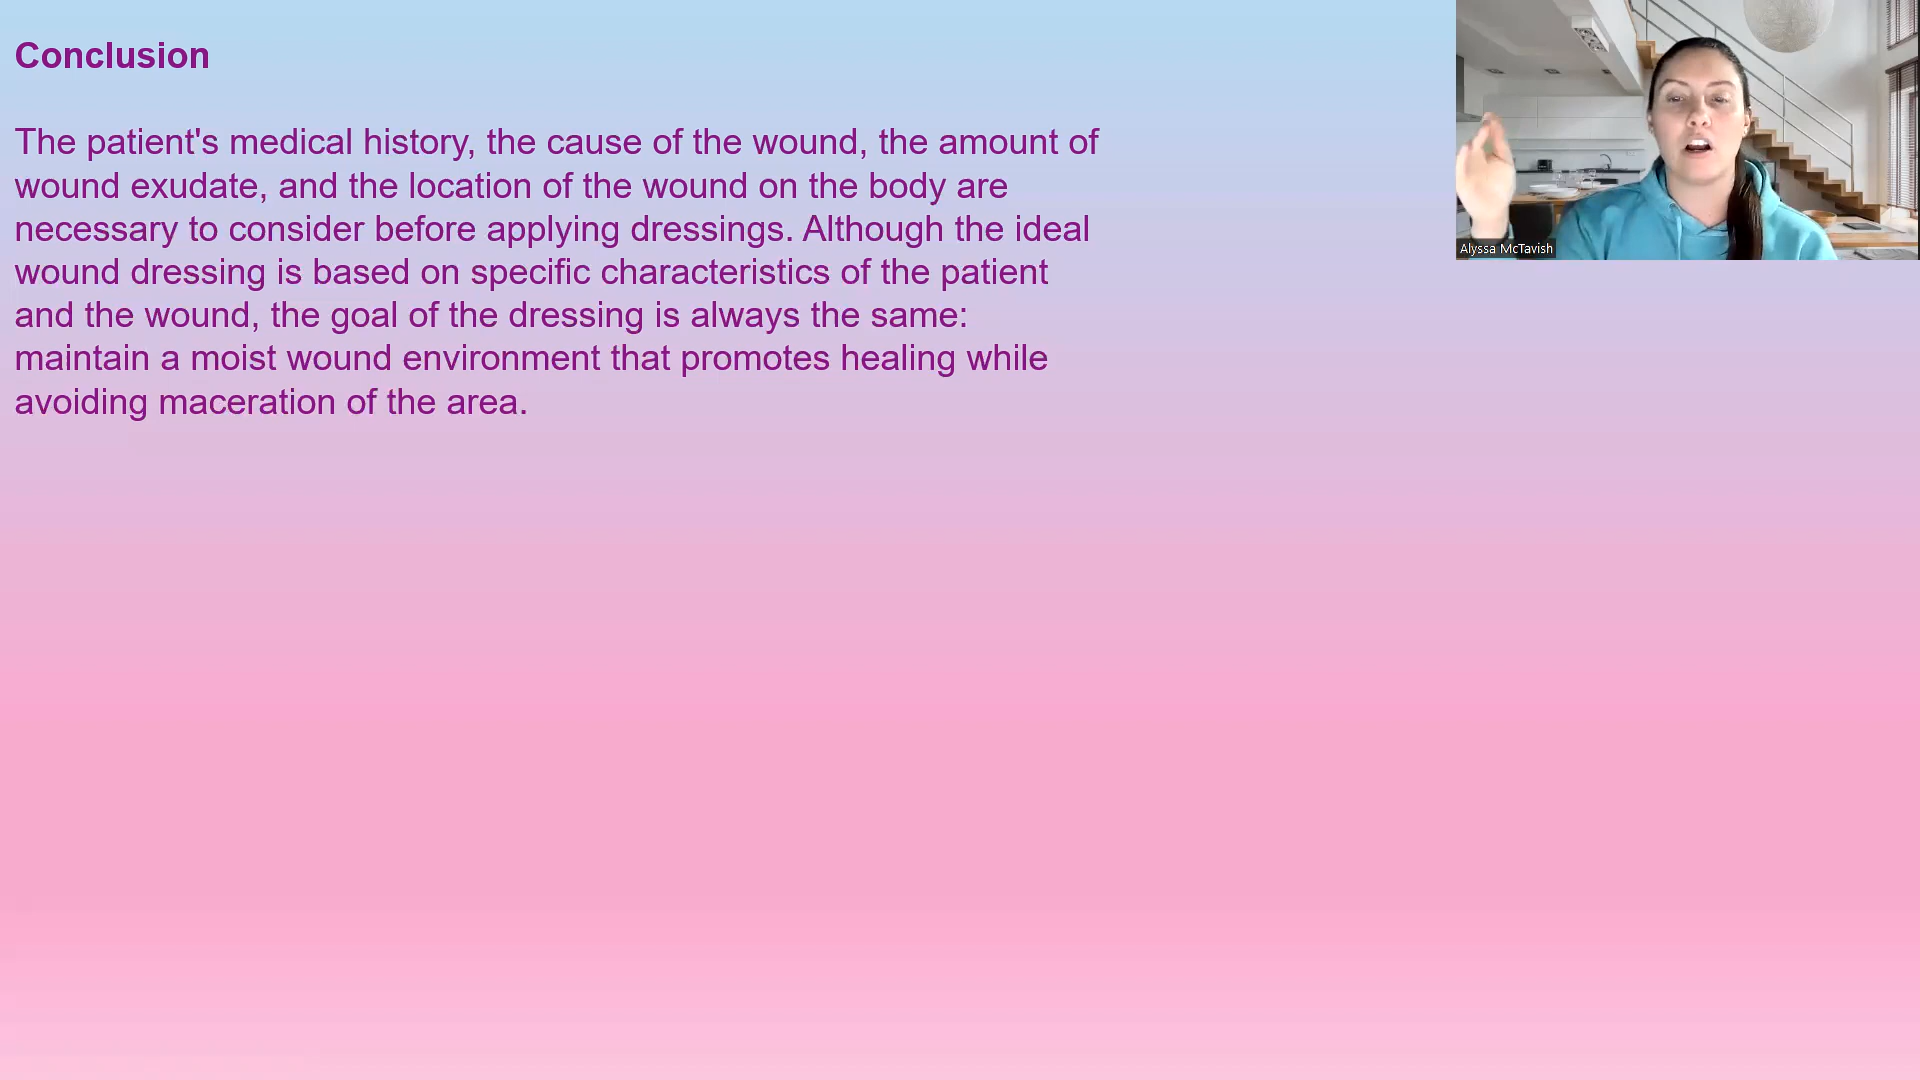 Conclusion
The patient's medical history, the cause of the wound, the amount of
wound exudate, and the location of the wound on the body are
necessary to consider before applying dressings. Although the ideal
wound dressing is based on specific characteristics of the patient
and the wound, the goal of the dressing is always the same:
maintain a moist wound environment that promotes healing while
avoiding maceration of the area.
Alyssa McTavish